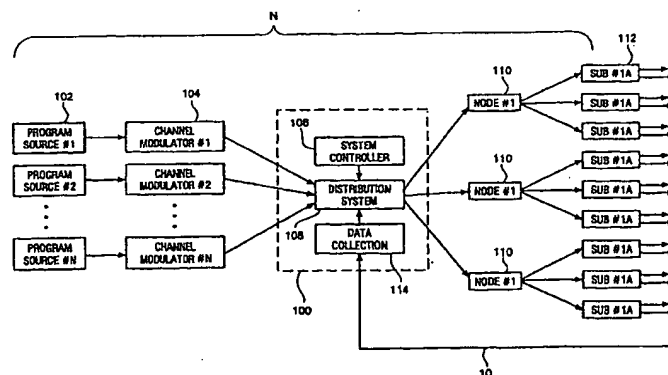 N
102
104
110
112
PROGRAM
SOURCE #1
CHANNEL
MODULATOR #1
PROGRAM
SOURCE #2
CHANNEL
MODULATOR #2
PROGRAM
SOURCE #N
CHANNEL
MODULATOR #N
106
SYSTEM
CONTROLLER
DISTRIBUTION
SYSTEM
108
DATA
COLLECTION
114
100
NODE #1
110
NODE #1
110
NODE #1
SUB #1A
SUB #1A
SUB #1A
SUB #1A
SUB #1A
SUB #1A
SUB #1A
SUB #1A
SUB #1A
10